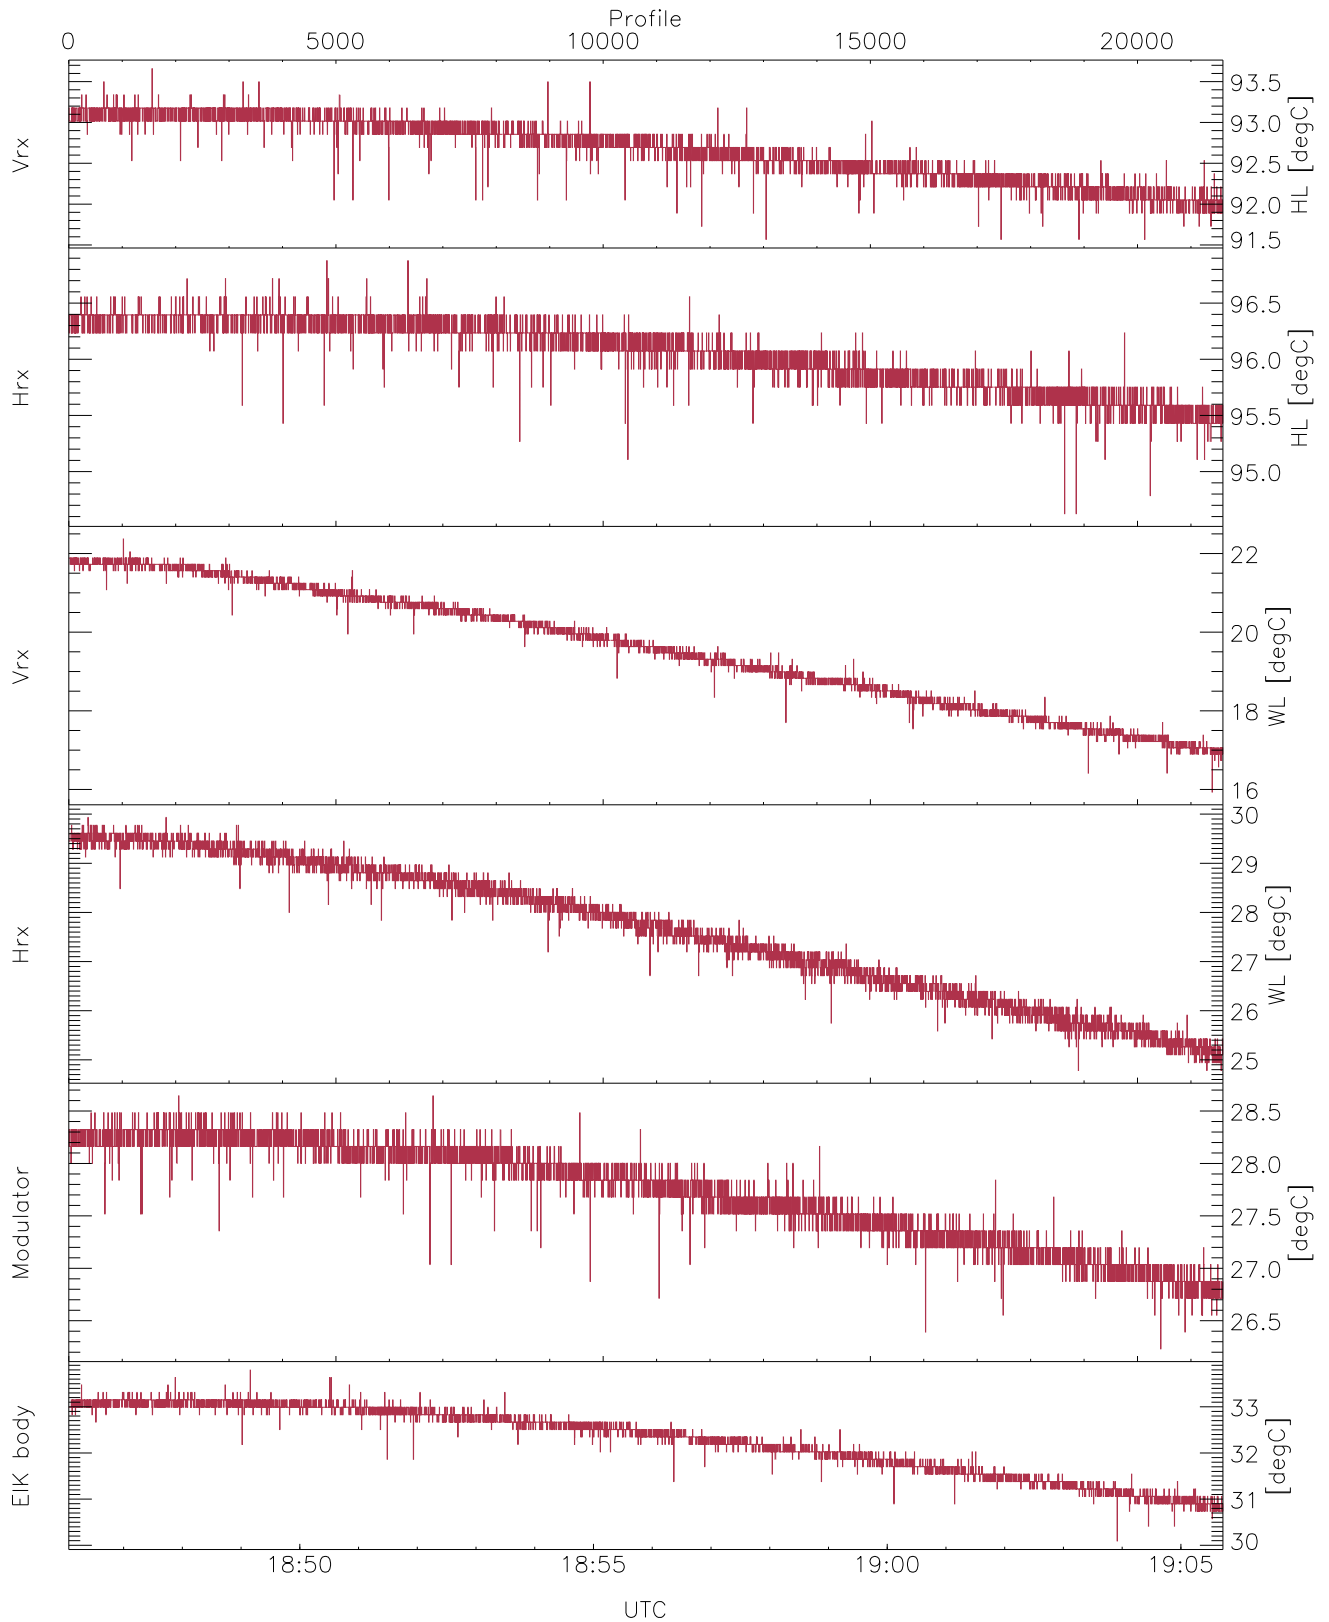 Profile
0 5000 10000 15000 20000
Vrx
93.5
93.0
92.5
92.0
91.5
HL [degC]
Hrx
96.5
96.0
95.5
95.0
HL [degC]
Vrx
22
20
18
16
WL [degC]
Hrx
30
29
28
27
26
25
WL [degC]
Modulator
28.5
28.0
27.5
27.0
26.5
[degC]
EIK body
33
32
31
30
[degC]
18:50 18:55 19:00 19:05
UTC